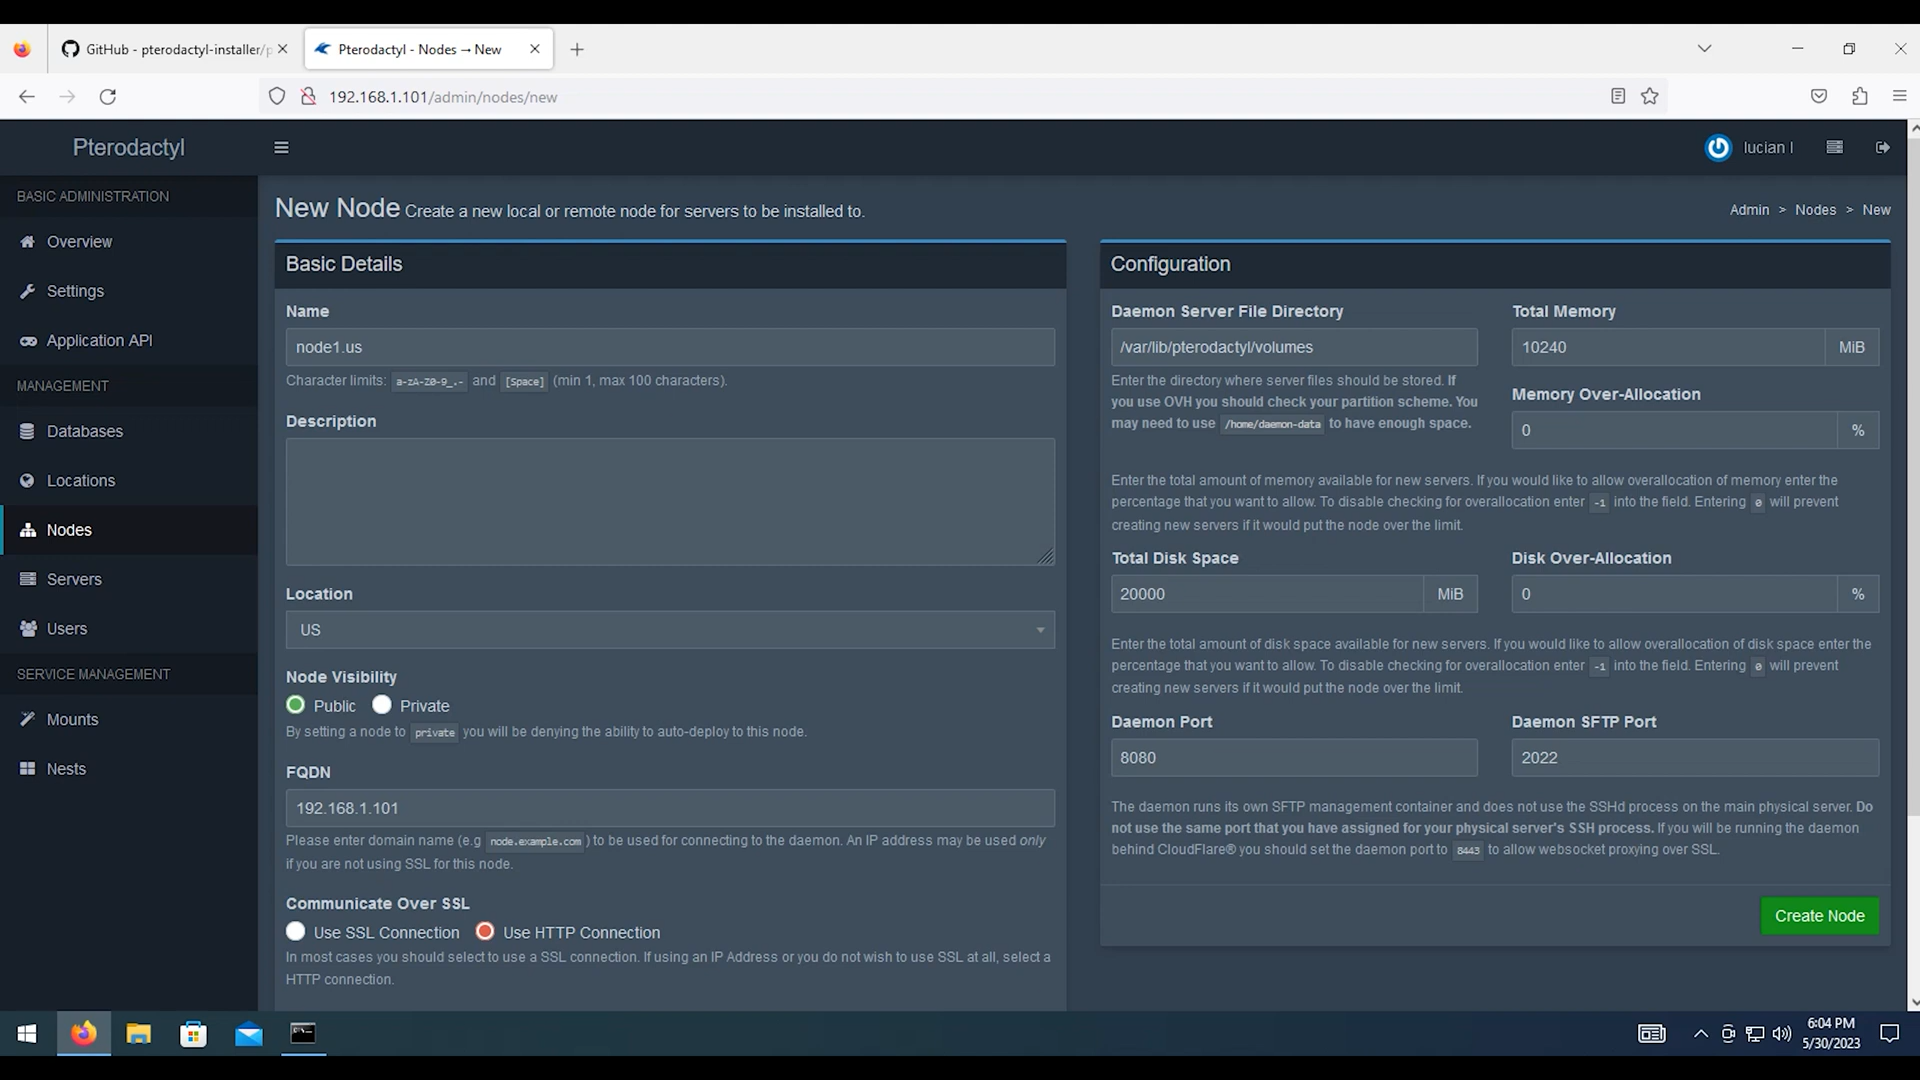 GitHub - pterodactyl-installer/p
Pterodactyl - Nodes → New
192.168.1.101/admin/nodes/new
Pterodactyl
lucian l
BASIC ADMINISTRATION
Overview
Settings
Application API
MANAGEMENT
Databases
Locations
Nodes
Servers
Users
SERVICE MANAGEMENT
Mounts
Nests
New Node Create a new local or remote node for servers to be installed to.
Admin > Nodes > New
Basic Details
Name
node1.us
Character limits: a-zA-Z0-9_.- and [Space] (min 1, max 100 characters).
Description
Location
US
Node Visibility
Public Private
By setting a node to private you will be denying the ability to auto-deploy to this node.
FQDN
192.168.1.101
Please enter domain name (e.g node.example.com ) to be used for connecting to the daemon. An IP address may be used only
if you are not using SSL for this node.
Communicate Over SSL
Use SSL Connection Use HTTP Connection
In most cases you should select to use a SSL connection. If using an IP Address or you do not wish to use SSL at all, select a
HTTP connection.
Configuration
Daemon Server File Directory
/var/lib/pterodactyl/volumes
Enter the directory where server files should be stored. If
you use OVH you should check your partition scheme. You
may need to use /home/daemon-data to have enough space.
Total Memory
10240 MiB
Memory Over-Allocation
0 %
Enter the total amount of memory available for new servers. If you would like to allow overallocation of memory enter the
percentage that you want to allow. To disable checking for overallocation enter -1 into the field. Entering 0 will prevent
creating new servers if it would put the node over the limit.
Total Disk Space
20000 MiB
Disk Over-Allocation
0 %
Enter the total amount of disk space available for new servers. If you would like to allow overallocation of disk space enter the
percentage that you want to allow. To disable checking for overallocation enter -1 into the field. Entering 0 will prevent
creating new servers if it would put the node over the limit.
Daemon Port
8080
Daemon SFTP Port
2022
The daemon runs its own SFTP management container and does not use the SSHd process on the main physical server. Do
not use the same port that you have assigned for your physical server's SSH process. If you will be running the daemon
behind CloudFlare® you should set the daemon port to 8443 to allow websocket proxying over SSL.
Create Node
6:04 PM
5/30/2023